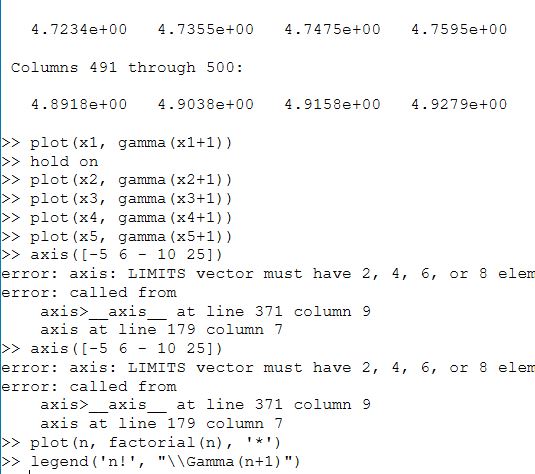 4.7234e+00 4.7355e+00 4.7475e+00 4.7595e+00
Columns 491 through 500:
4.8918e+00 4.9038e+00 4.9158e+00 4.9279e+00
>> plot(x1, gamma(x1+1))
>> hold on
>> plot(x2, gamma(x2+1))
>> plot(x3, gamma(x3+1))
>> plot(x4, gamma(x4+1))
>> plot(x5, gamma(x5+1))
>> axis([-5 6 - 10 25])
error: axis: LIMITS vector must have 2, 4, 6, or 8 elem
error: called from
axis>__axis__ at line 371 column 9
axis at line 179 column 7
>> axis([-5 6 - 10 25])
error: axis: LIMITS vector must have 2, 4, 6, or 8 elem
error: called from
axis>__axis__ at line 371 column 9
axis at line 179 column 7
>> plot(n, factorial(n), '*')
>> legend('n!', "\\Gamma(n+1)")